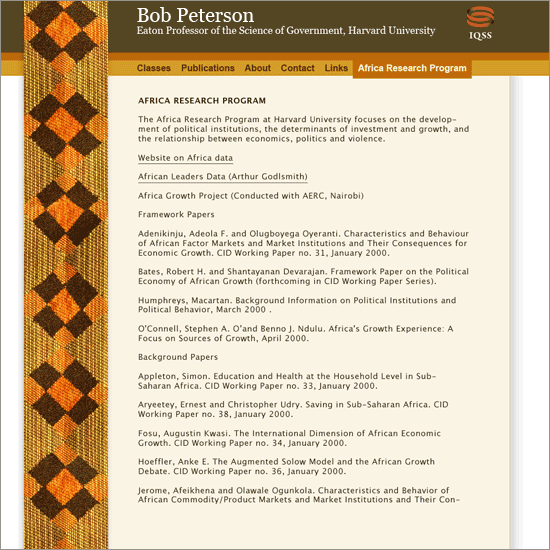 Bob Peterson
Eaton Professor of the Science of Government, Harvard University
IQSS
Classes Publications About Contact Links Africa Research Program
AFRICA RESEARCH PROGRAM
The Africa Research Program at Harvard University focuses on the develop-
ment of political institutions, the determinants of investment and growth, and
the relationship between economics, politics and violence.
Website on Africa data
African Leaders Data (Arthur Godlsmith)
Africa Growth Project (Conducted with AERC, Nairobi)
Framework Papers
Adenikinju, Adeola F. and Olugboyega Oyeranti. Characteristics and Behaviour
of African Factor Markets and Market Institutions and Their Consequences for
Economic Growth. CID Working Paper no. 31, January 2000.
Bates, Robert H. and Shantayanan Devarajan. Framework Paper on the Political
Economy of African Growth (forthcoming in CID Working Paper Series).
Humphreys, Macartan. Background Information on Political Institutions and
Political Behavior, March 2000 .
O'Connell, Stephen A. O'and Benno J. Ndulu. Africa's Growth Experience: A
Focus on Sources of Growth, April 2000.
Background Papers
Appleton, Simon. Education and Health at the Household Level in Sub-
Saharan Africa. CID Working Paper no. 33, January 2000.
Aryeetey, Ernest and Christopher Udry. Saving in Sub-Saharan Africa. CID
Working Paper no. 38, January 2000.
Fosu, Augustin Kwasi. The International Dimension of African Economic
Growth. CID Working Paper no. 34, January 2000.
Hoeffler, Anke E. The Augmented Solow Model and the African Growth
Debate. CID Working Paper no. 36, January 2000.
Jerome, Afeikhena and Olawale Ogunkola. Characteristics and Behavior of
African Commodity/Product Markets and Market Institutions and Their Con-